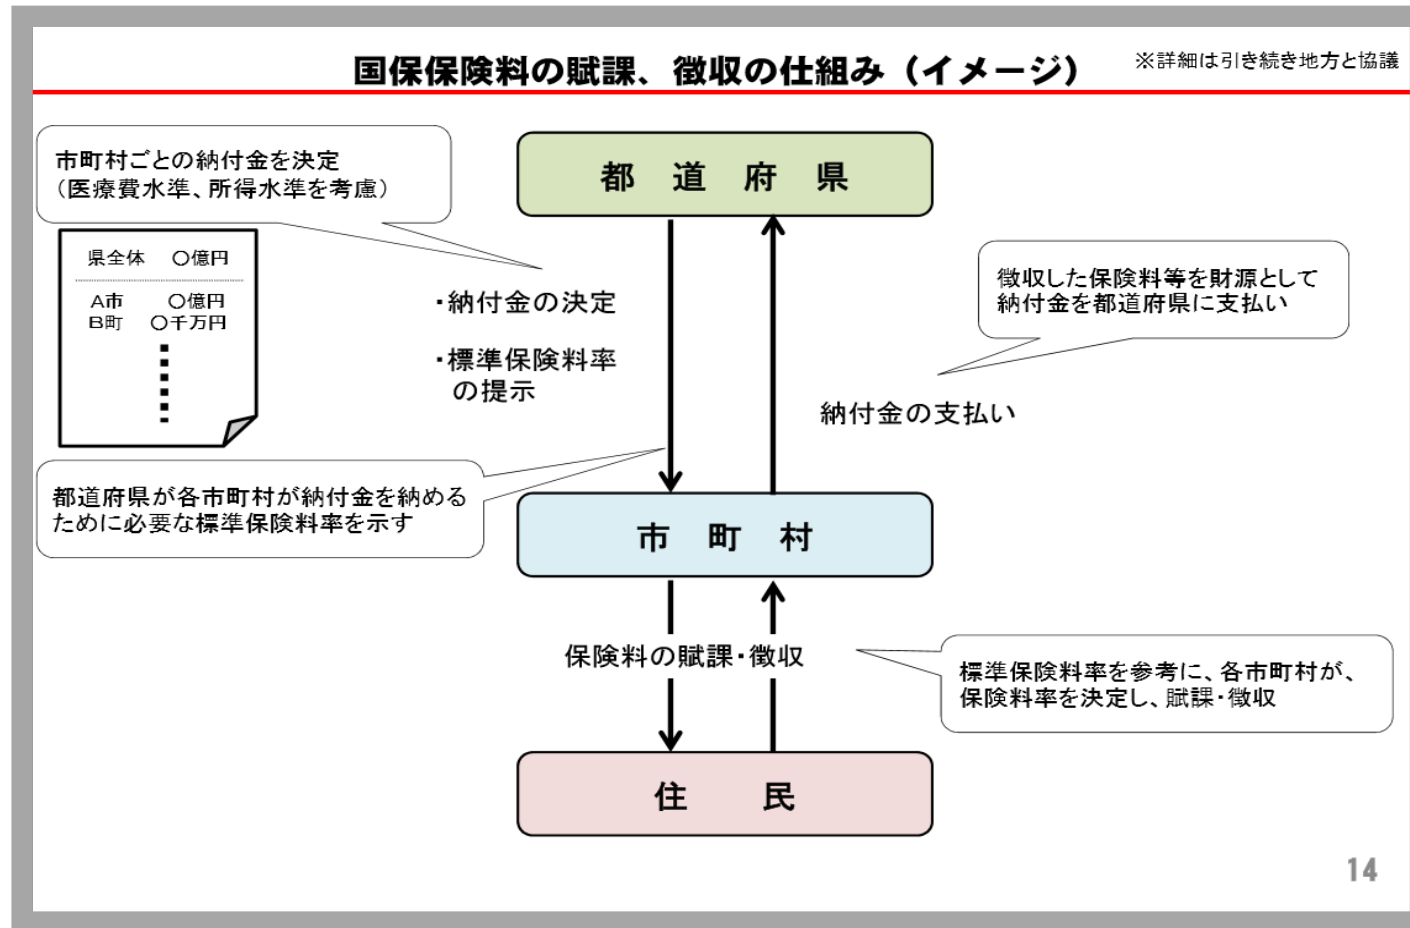 国保保険料の賦課、徴収の仕組み（イメージ）
※詳細は引き続き地方と協議
市町村ごとの納付金を決定
（医療費水準、所得水準を考慮）
都　道　府　県
県全体　〇億円
A市　〇億円
B町　〇千万円
・納付金の決定
・標準保険料率
の提示
徴収した保険料等を財源として
納付金を都道府県に支払い
納付金の支払い
都道府県が各市町村が納付金を納める
ために必要な標準保険料率を示す
市　町　村
保険料の賦課・徴収
標準保険料率を参考に、各市町村が、
保険料率を決定し、賦課・徴収
住　民
14